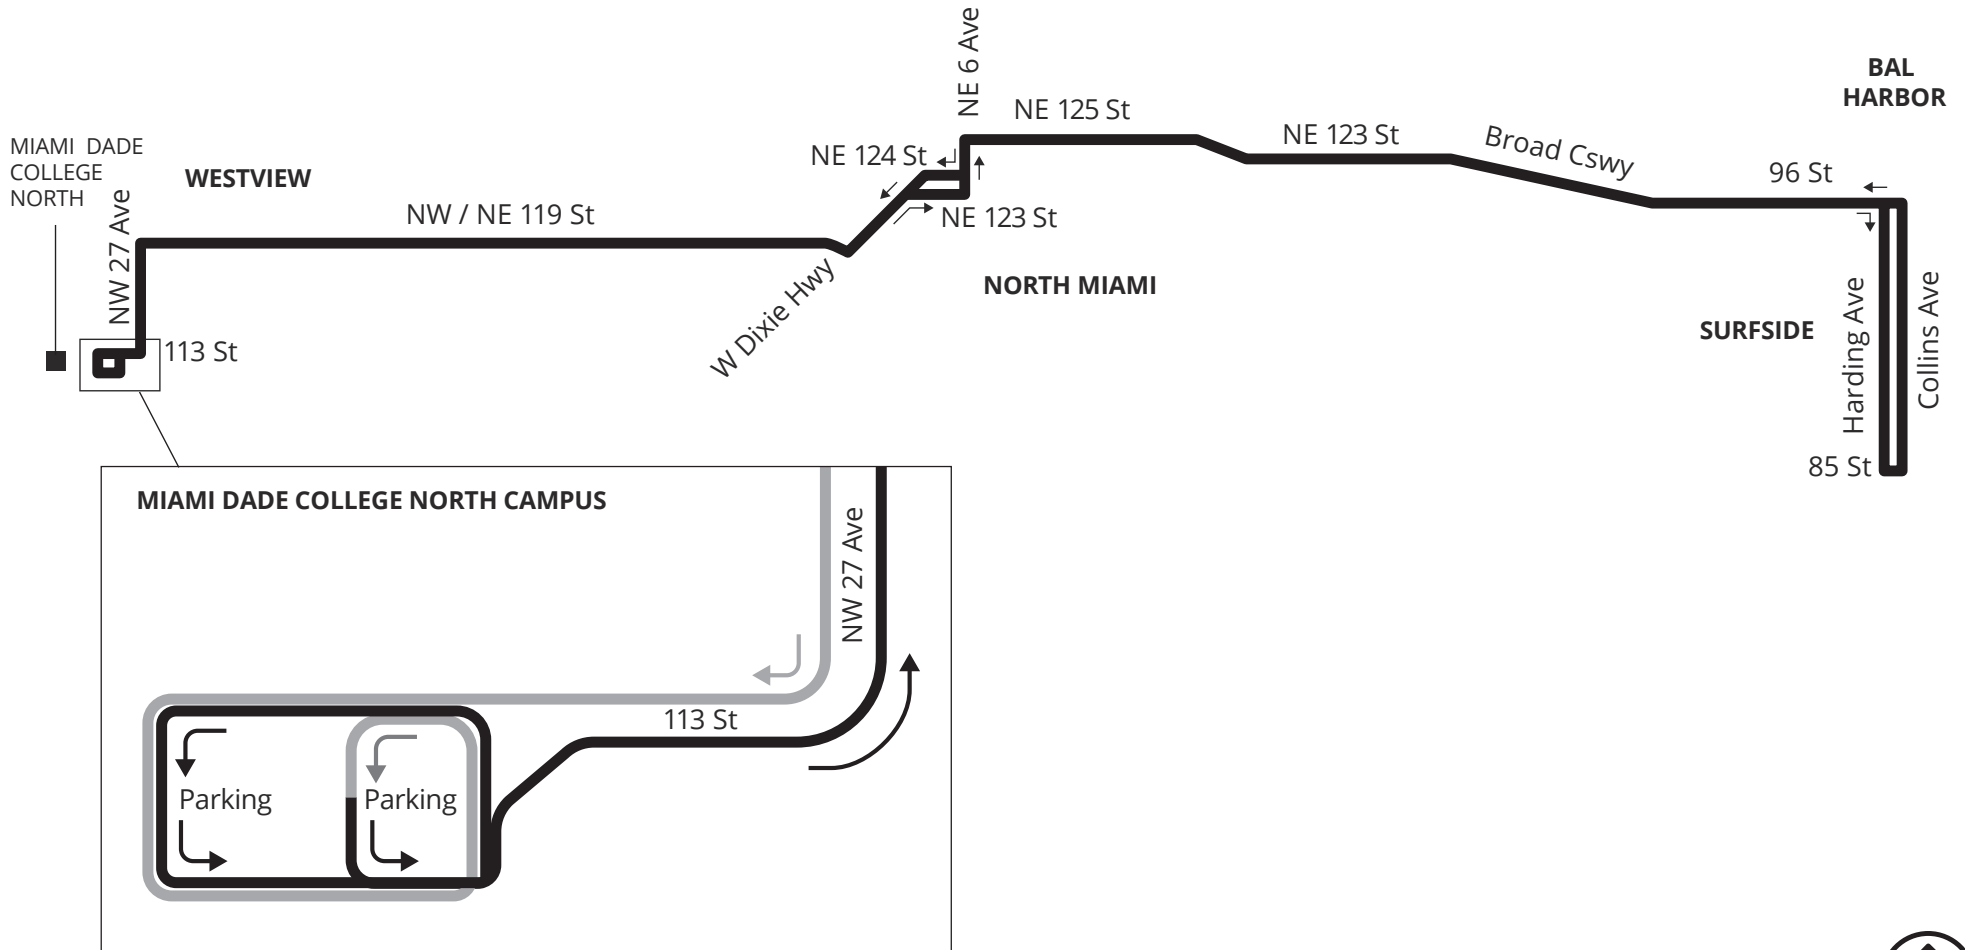 NE 6 Ave
BAL
HARBOR
NE 125 St
NE 123 St
Broad Cswy
MIAMI  DADE
COLLEGE
NORTH
WESTVIEW
NE 124 St
96 St
NW 27 Ave
NW / NE 119 St
NE 123 St
NORTH MIAMI
W Dixie Hwy
SURFSIDE
Harding Ave
Collins Ave
113 St
85 St
MIAMI DADE COLLEGE NORTH CAMPUS
NW 27 Ave
113 St
Parking
Parking